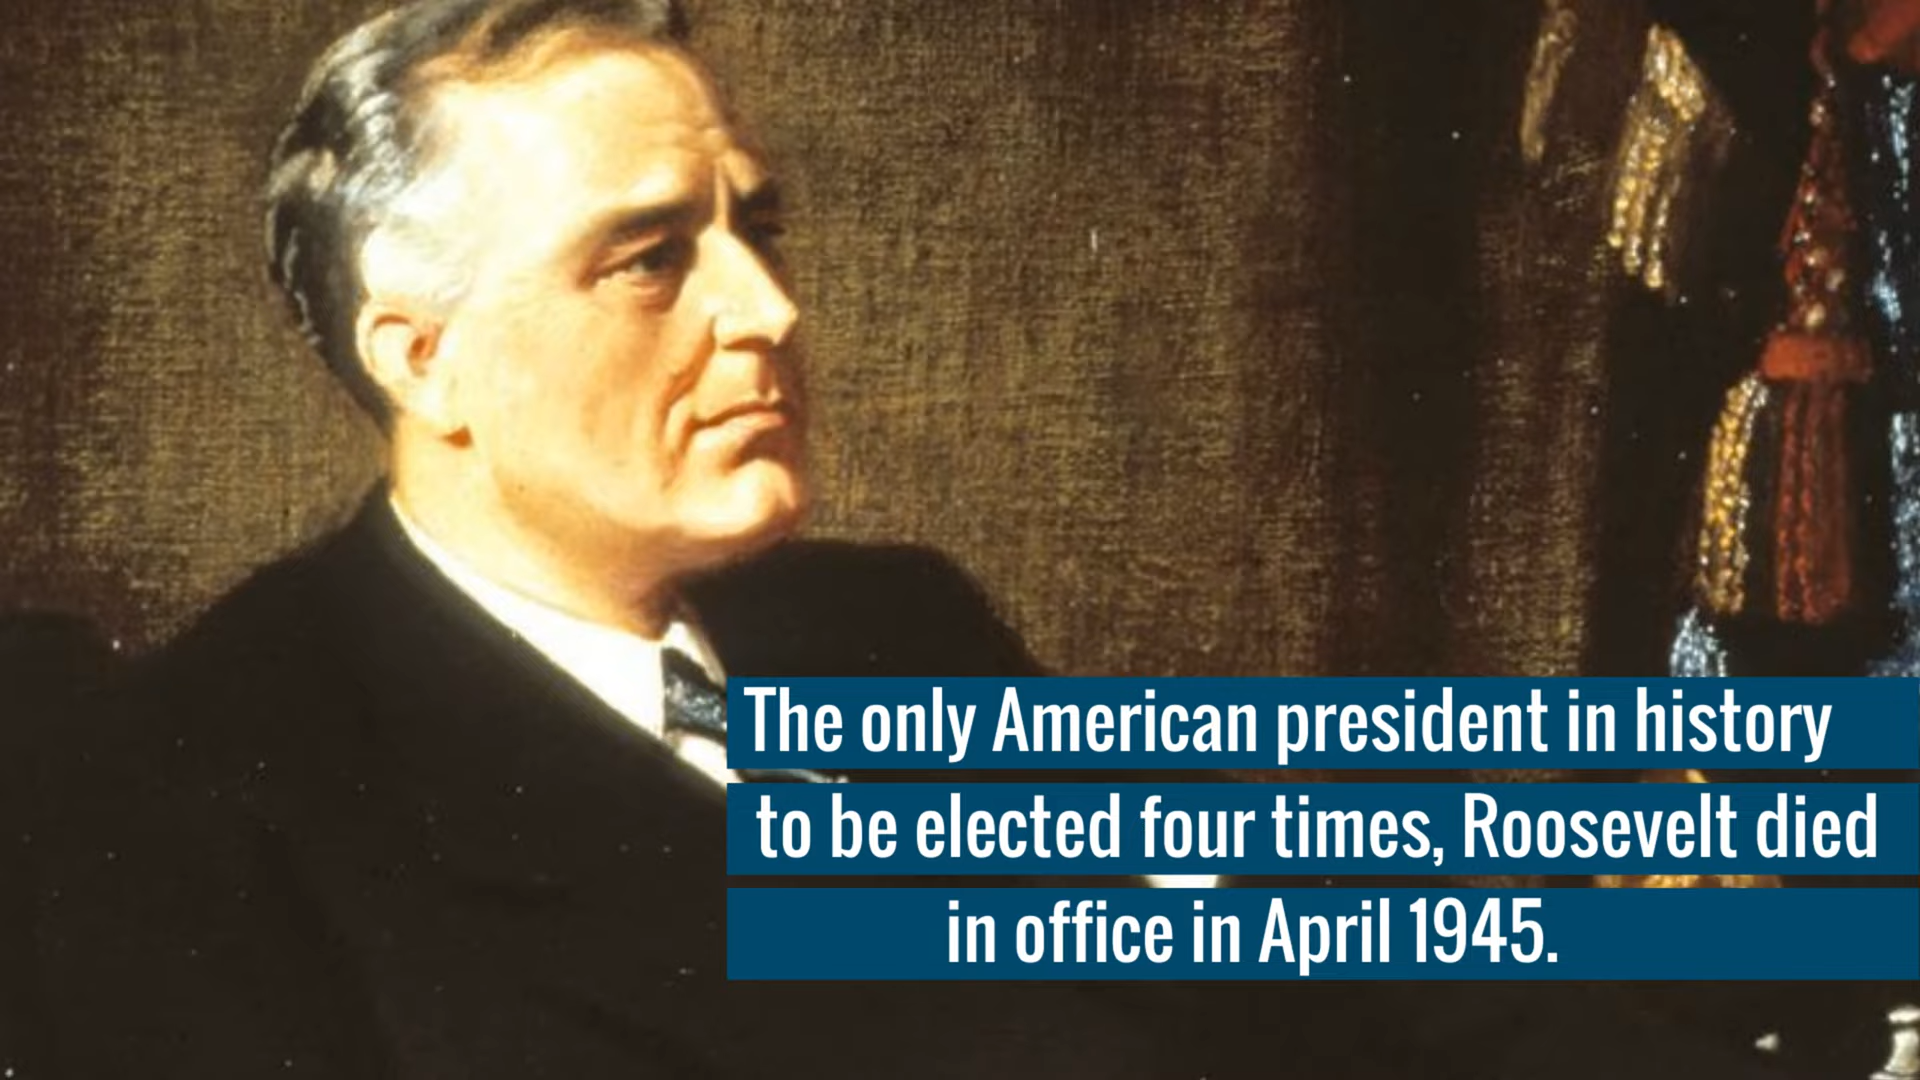 The only American president in history
to be elected four times, Roosevelt died
in office in April 1945.